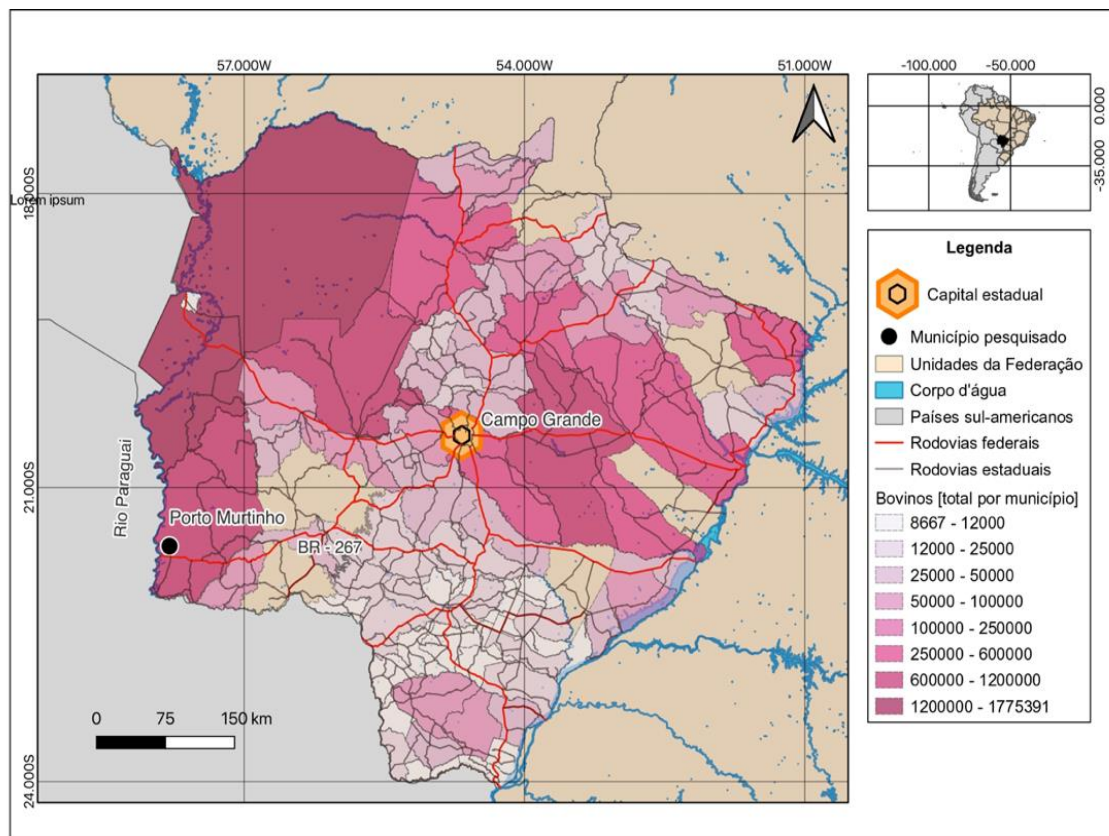 57.000W
54.000W
51.000W
18.000S
Lorem ipsum
Campo Grande
21.000S
Rio Paraguai
Porto Murtinho
BR - 267
0 75 150 km
24.000S
-100.000 -50.000
0.000
-35.000
Legenda
Capital estadual
Município pesquisado
Unidades da Federação
Corpo d'água
Países sul-americanos
Rodovias federais
Rodovias estaduais
Bovinos [total por município]
8667 - 12000
12000 - 25000
25000 - 50000
50000 - 100000
100000 - 250000
250000 - 600000
600000 - 1200000
1200000 - 1775391